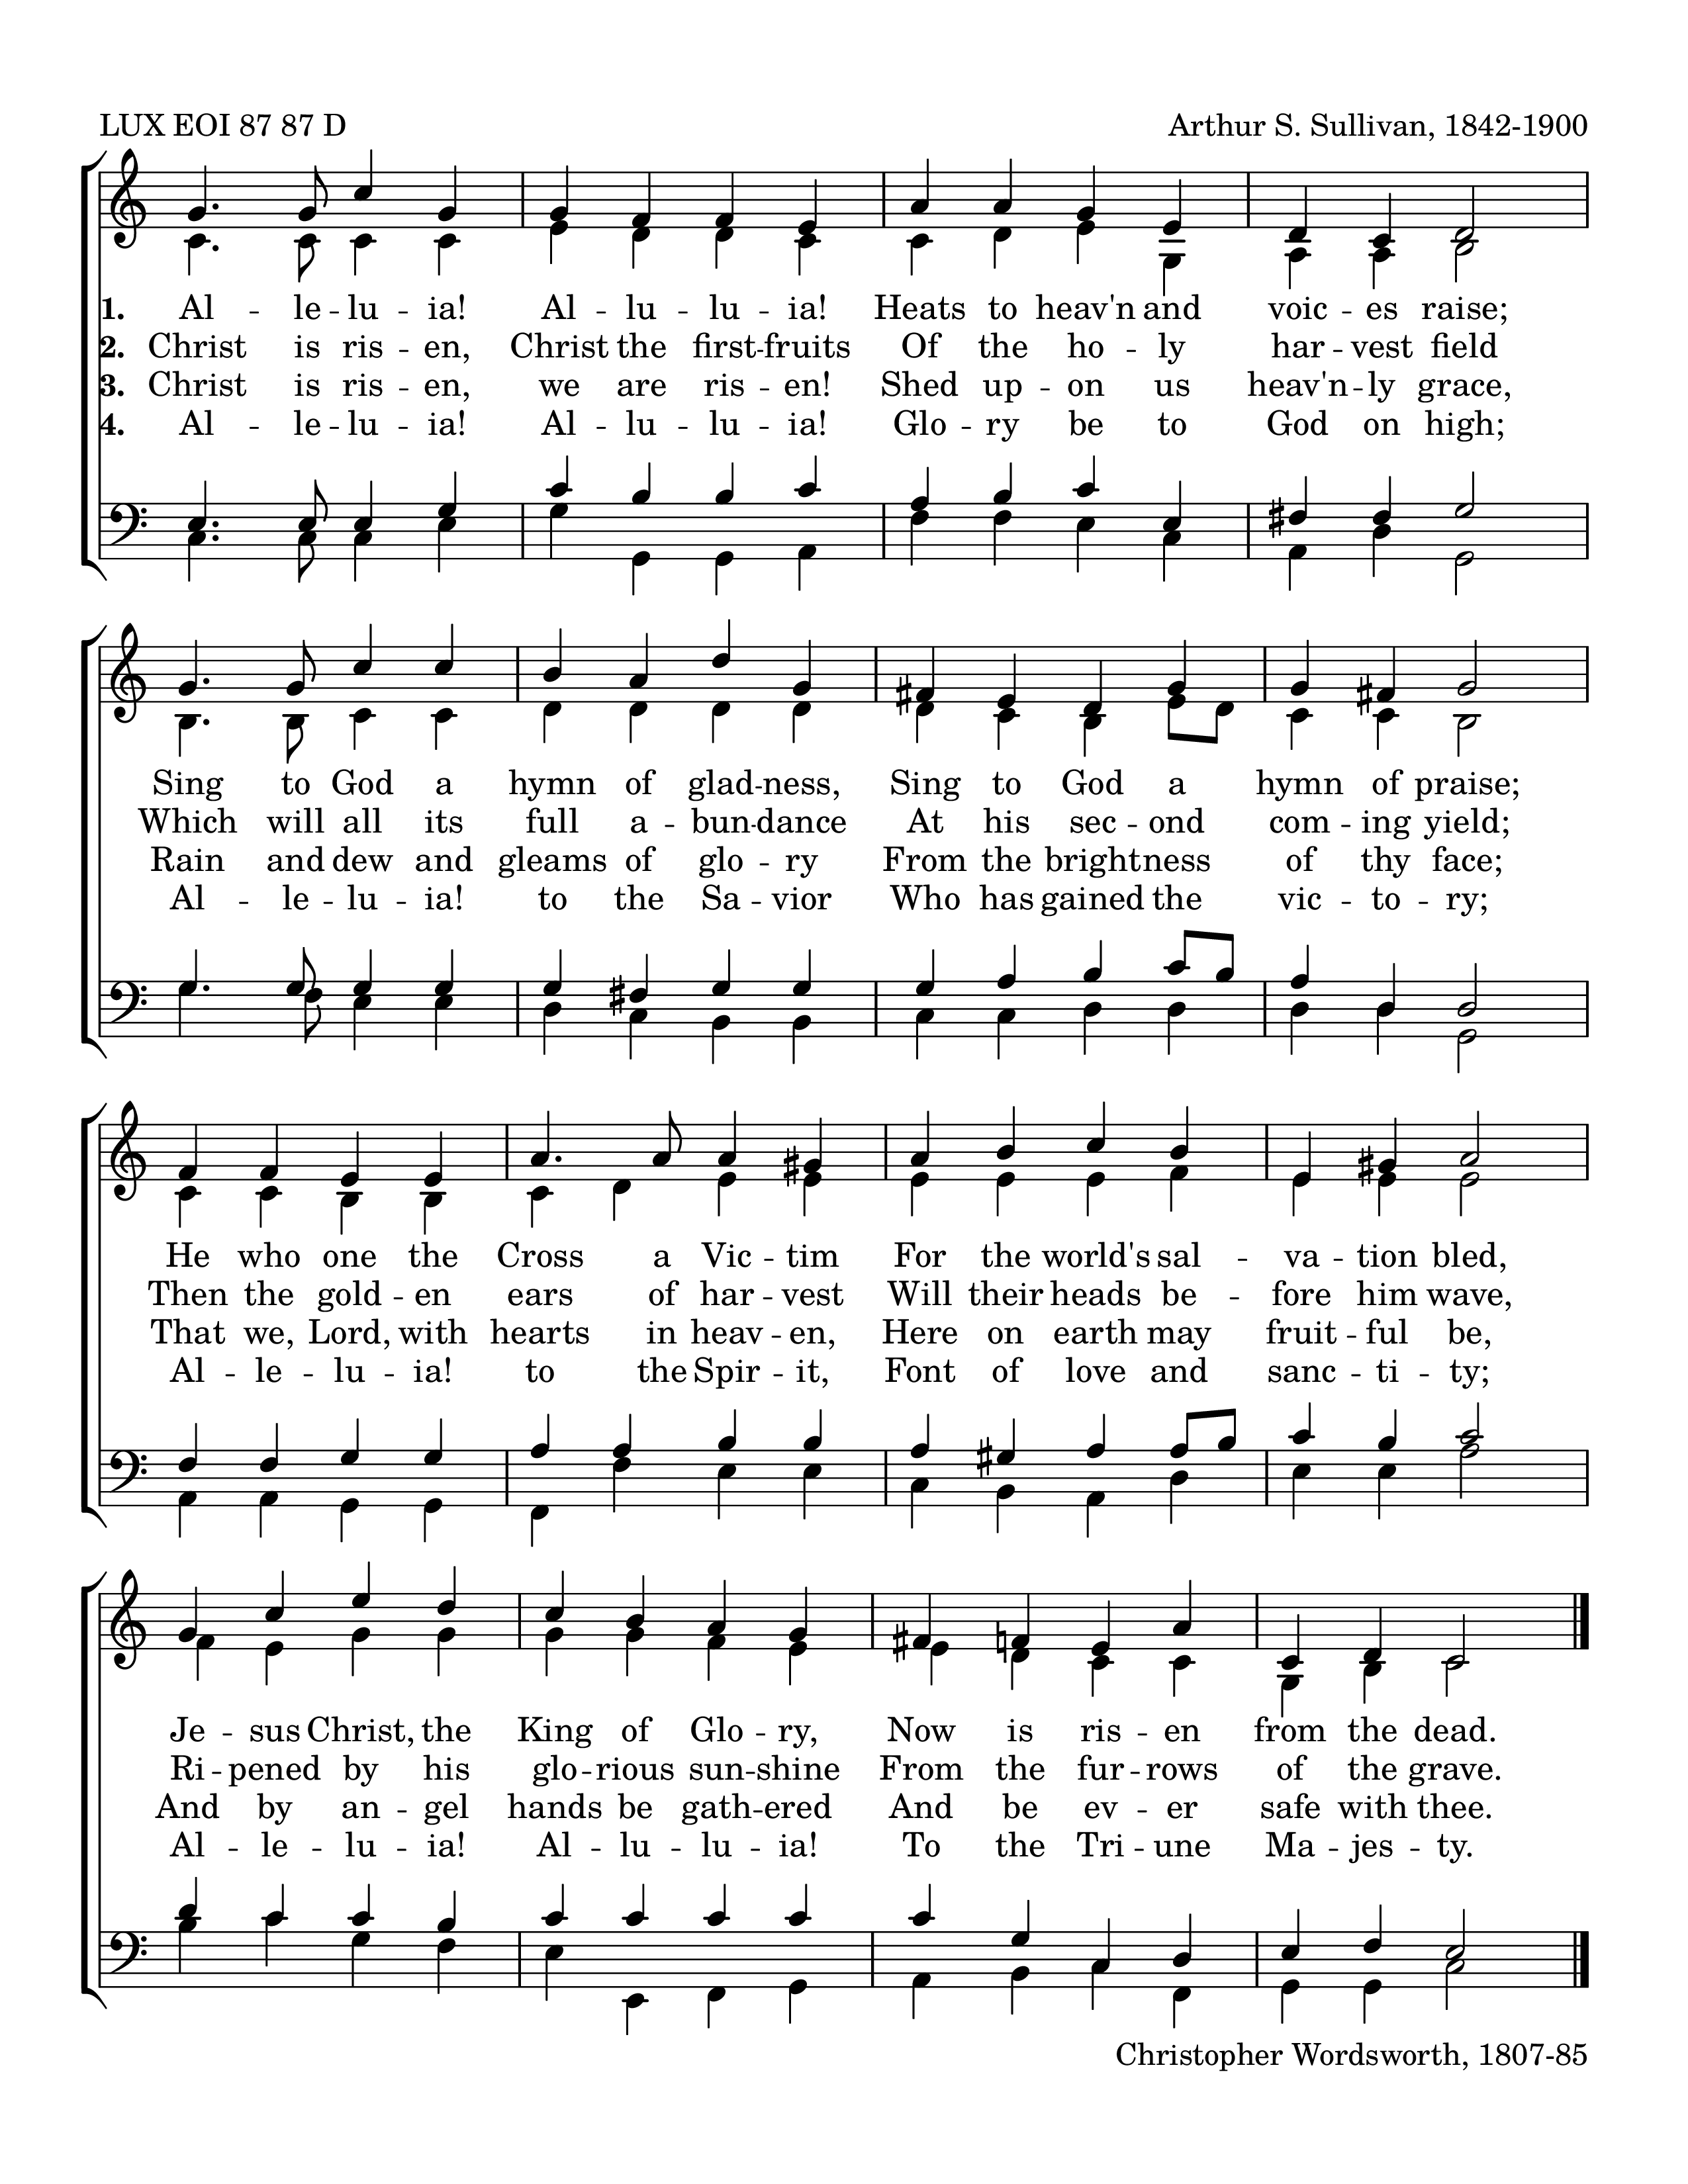 LUX EOI 87 87 D
Arthur S. Sullivan, 1842-1900
1. Al -- le -- lu -- ia! Al -- lu -- lu -- ia! Heats to heav'n and voic -- es raise;
2. Christ is ris -- en, Christ the first -- fruits Of the ho -- ly har -- vest field
3. Christ is ris -- en, we are ris -- en! Shed up -- on us heav'n -- ly grace,
4. Al -- le -- lu -- ia! Al -- lu -- lu -- ia! Glo -- ry be to God on high;
Sing to God a hymn of glad -- ness, Sing to God a hymn of praise;
Which will all its full a -- bun -- dance At his sec -- ond com -- ing yield;
Rain and dew and gleams of glo -- ry From the brightness of thy face;
Al -- le -- lu -- ia! to the Sa -- vior Who has gained the vic -- to -- ry;
He who one the Cross a Vic -- tim For the world's sal -- va -- tion bled,
Then the gold -- en ears of har -- vest Will their heads be -- fore him wave,
That we, Lord, with hearts in heav -- en, Here on earth may fruit -- ful be,
Al -- le -- lu -- ia! to the Spir -- it, Font of love and sanc -- ti -- ty;
Je -- sus Christ, the King of Glo -- ry, Now is ris -- en from the dead.
Ri -- pened by his glo -- rious sun -- shine From the fur -- rows of the grave.
And by an -- gel hands be gath -- ered And be ev -- er safe with thee.
Al -- le -- lu -- ia! Al -- lu -- lu -- ia! To the Tri -- une Ma -- jes -- ty.
Christopher Wordsworth, 1807-85